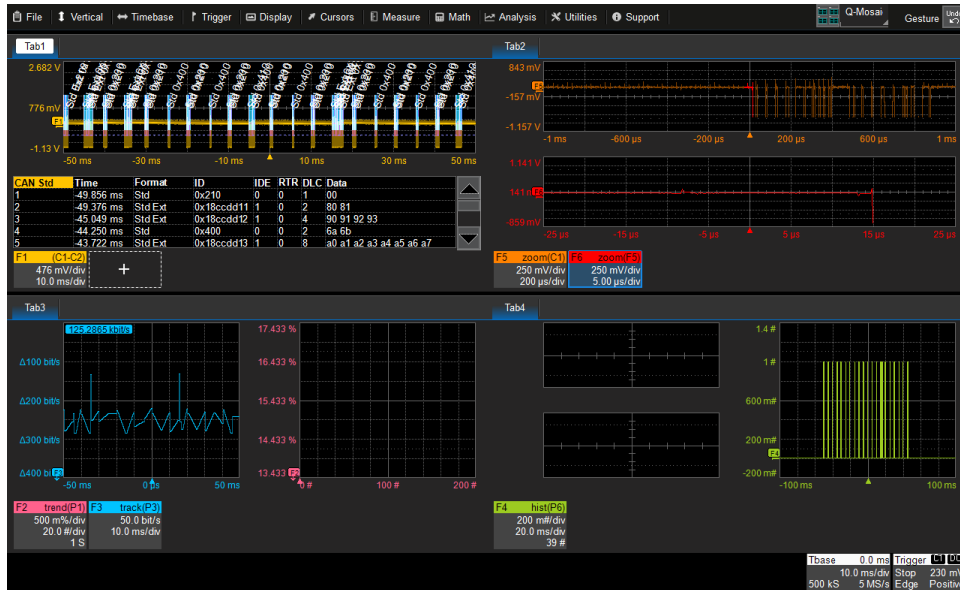 File Vertical Timebase Trigger Display Cursors Measure Math Analysis Utilities Support Q-Mosai Gesture Undo
Tab1
2.682 V
776 mV
F1
-1.13 V
-50 ms -30 ms -10 ms 10 ms 30 ms 50 ms
CAN Std Time Format ID IDE RTR DLC Data
1 -49.856 ms Std 0x210 0 0 1 00
2 -49.376 ms Std Ext 0x18ccdd11 1 0 2 80 81
3 -45.049 ms Std Ext 0x18ccdd12 1 0 4 90 91 92 93
4 -44.250 ms Std 0x400 0 0 2 6a 6b
5 -43.722 ms Std Ext 0x18ccdd13 1 0 8 a0 a1 a2 a3 a4 a5 a6 a7
F1 (C1-C2)
476 mV/div
10.0 ms/div
+
Tab2
843 mV
F5
-157 mV
-1.157 V
-1 ms -600 µs -200 µs 200 µs 600 µs 1 ms
1.141 V
141 m
-859 mV
-25 µs -15 µs -5 µs 5 µs 15 µs 25 µs
F5 zoom(C1) F6 zoom(F5)
250 mV/div 250 mV/div
200 µs/div 5.00 µs/div
Tab3
125.2865 kbit/s
Δ100 bit/s
Δ200 bit/s
Δ300 bit/s
Δ400 bi F3
-50 ms 0 µs 50 ms
17.433 %
16.433 %
15.433 %
14.433 %
13.433 F2
0 # 100 # 200 #
F2 trend(P1) F3 track(P3)
500 m%/div 50.0 bit/s
20.0 #/div 10.0 ms/div
1 S
Tab4
1.4 #
1 #
600 m#
200 m#
F4
-200 m#
-100 ms 100 ms
F4 hist(P6)
200 m#/div
20.0 ms/div
39 #
Tbase 0.0 ms Trigger C1 DC
10.0 ms/div Stop 230 mV
500 kS 5 MS/s Edge Positive